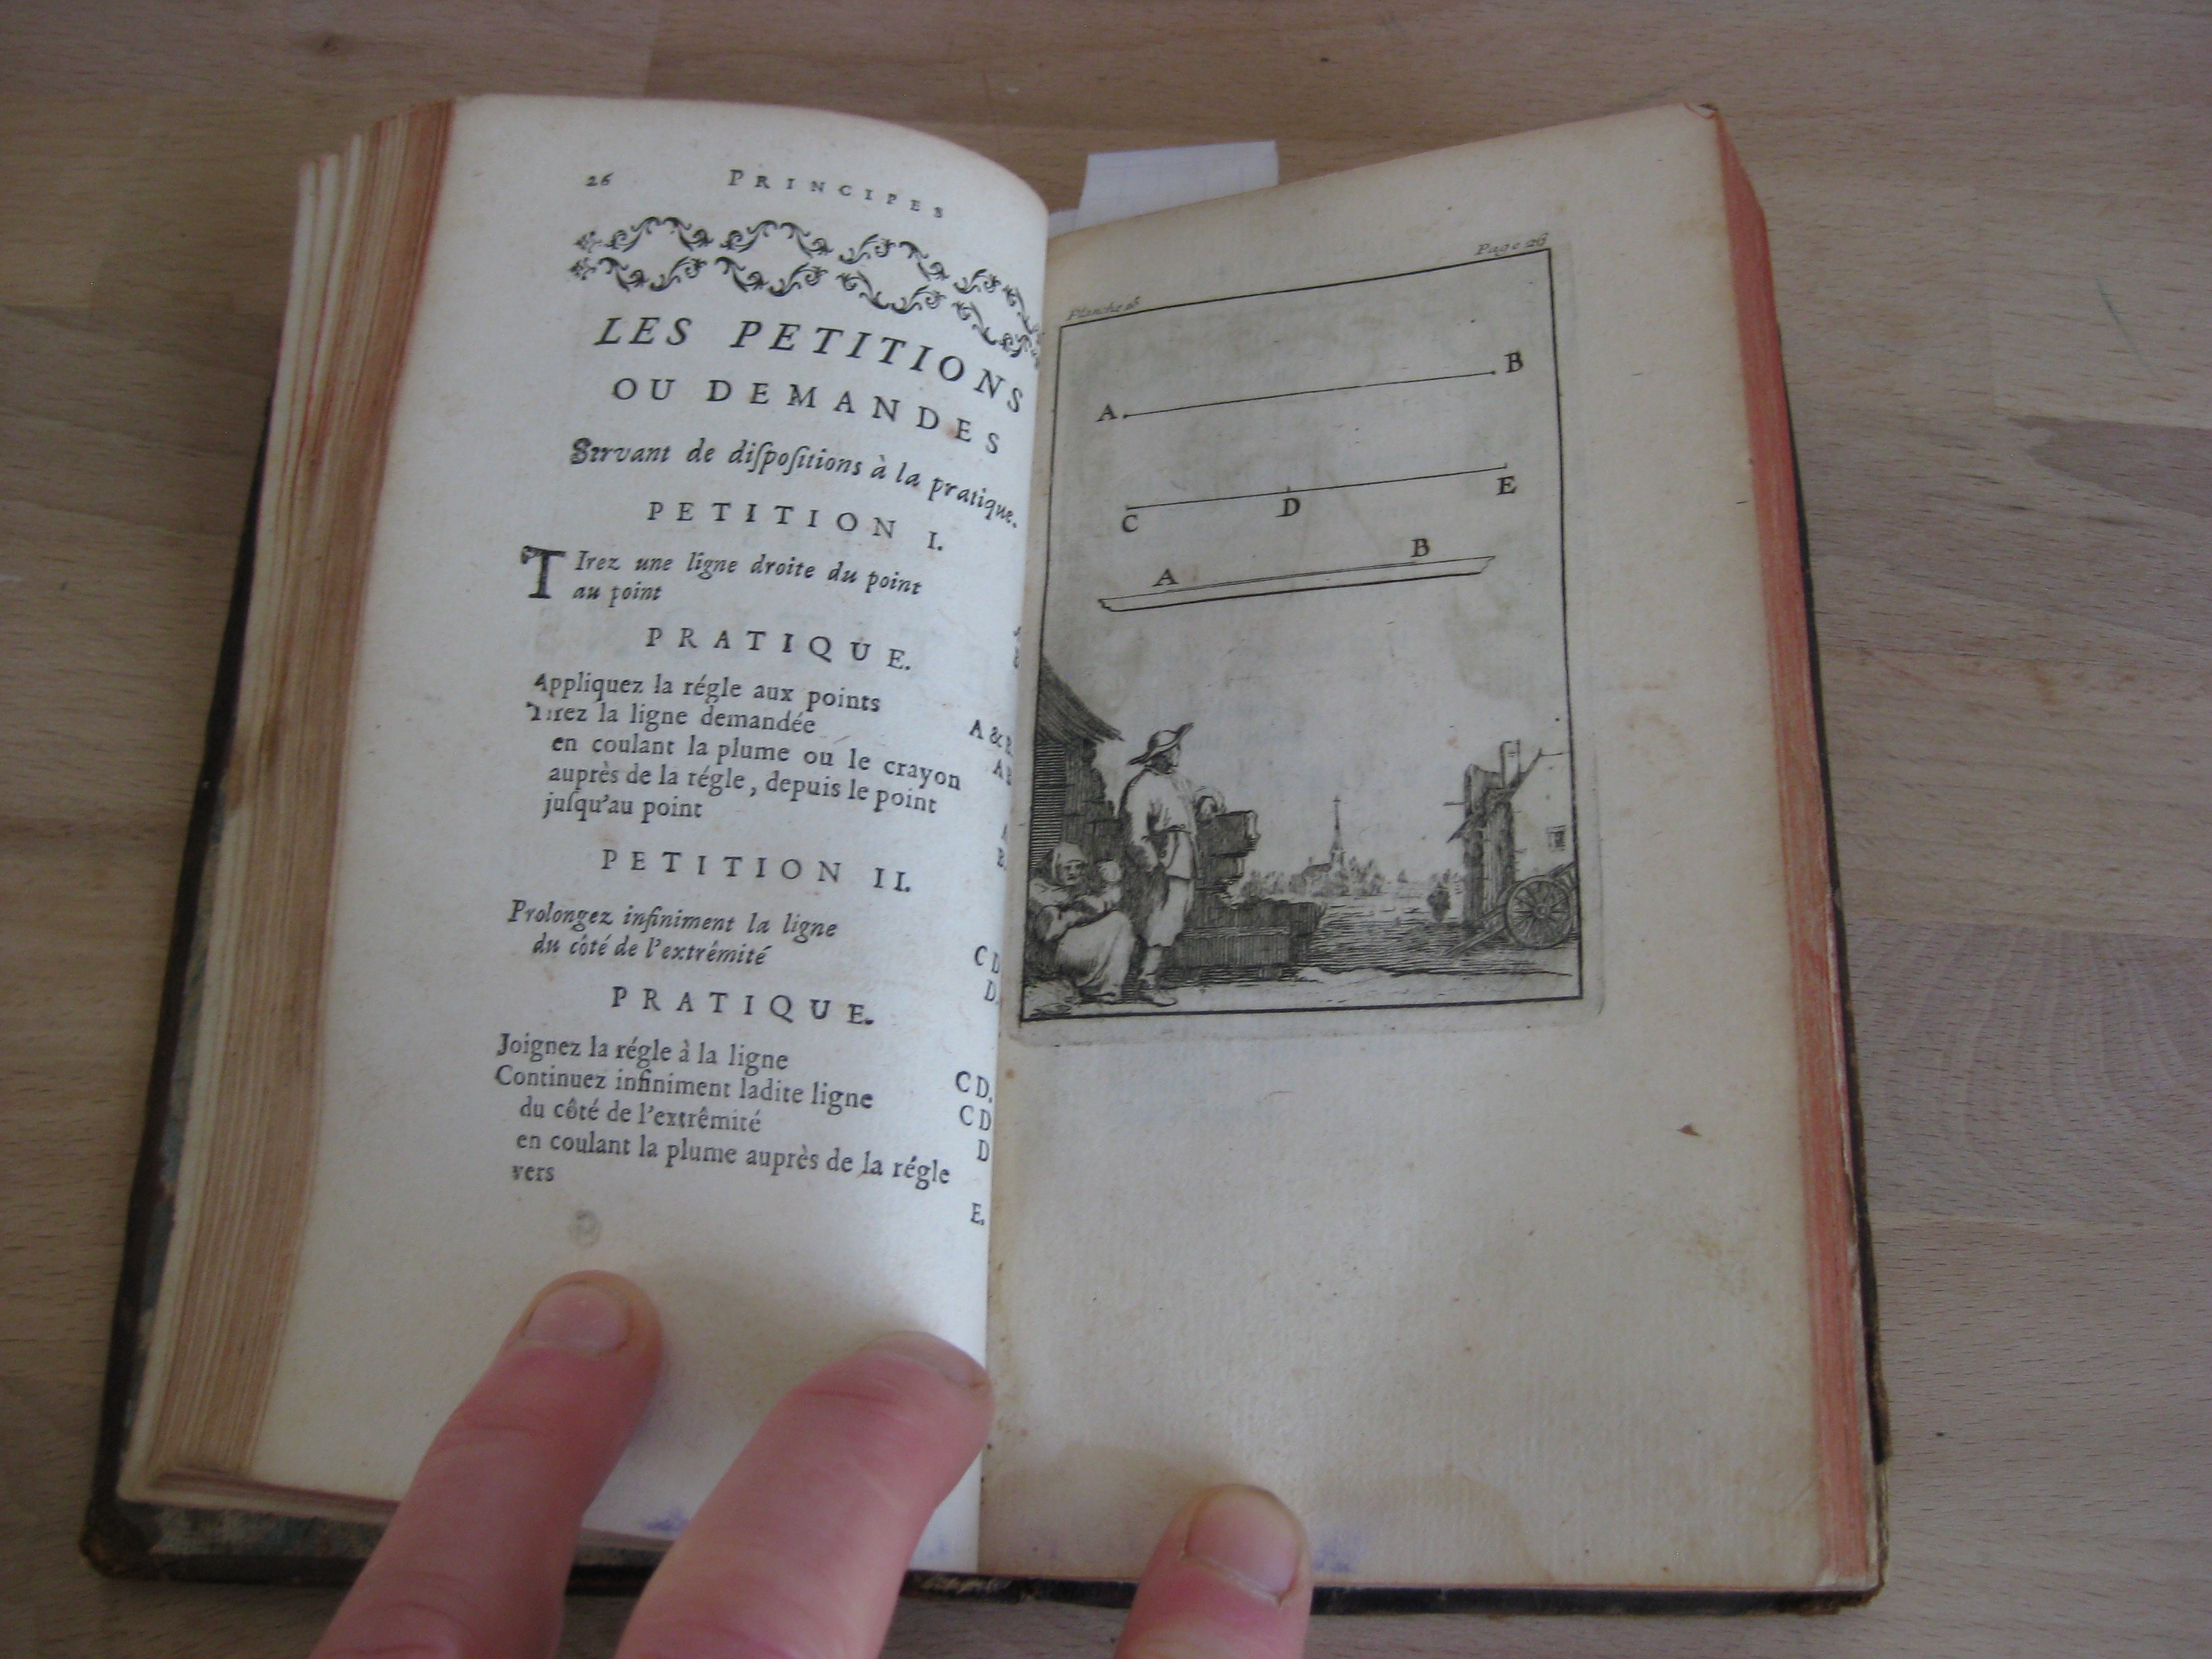 26 PRINCIPES
LES PETITIONS
OU DEMANDES
Servant de diſpoſitions à la pratique.
PETITION I.
TIrez une ligne droite du point
au point
PRATIQUE.
Appliquez la régle aux points A &
Tirez la ligne demandée A
en coulant la plume ou le crayon
auprès de la régle, depuis le point
juſqu'au point
PETITION II.
Prolongez infiniment la ligne C
du côté de l'extrêmité D
PRATIQUE.
Joignez la régle à la ligne CD.
Continuez infiniment ladite ligne CD
du côté de l'extrêmité D
en coulant la plume auprès de la régle
vers E.
Page 26
A B
C D E
A B